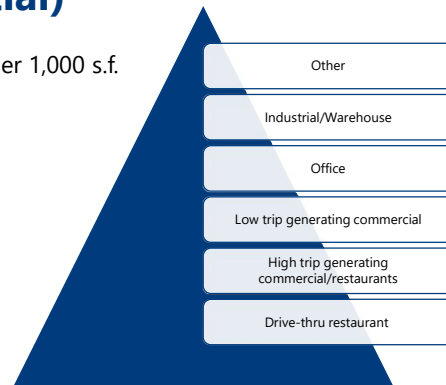 er 1,000 s.f.
Other
Industrial/Warehouse
Office
Low trip generating commercial
High trip generating
commercial/restaurants
Drive-thru restaurant